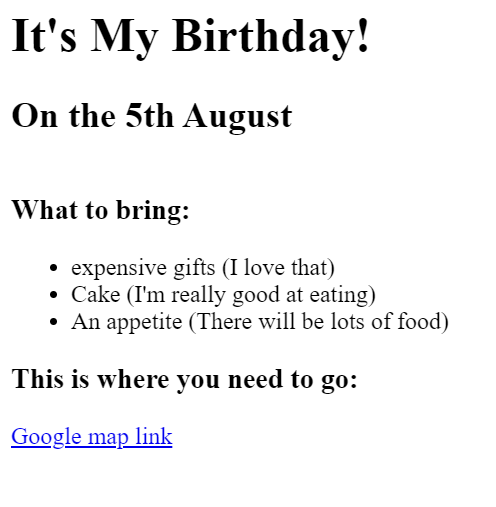 It's My Birthday!
On the 5th August
What to bring:
expensive gifts (I love that)
Cake (I'm really good at eating)
An appetite (There will be lots of food)
This is where you need to go:
Google map link